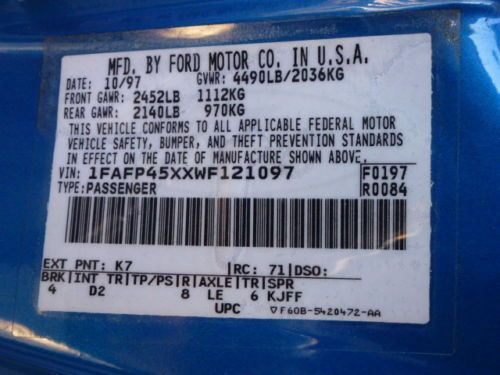 MFD. BY FORD MOTOR CO. IN U.S.A.
DATE: 10/97 GVWR: 4490LB/2036KG
FRONT GAWR: 2452LB 1112KG
REAR GAWR: 2140LB 970KG
THIS VEHICLE CONFORMS TO ALL APPLICABLE FEDERAL MOTOR
VEHICLE SAFETY, BUMPER, AND THEFT PREVENTION STANDARDS
IN EFFECT ON THE DATE OF MANUFACTURE SHOWN ABOVE.
VIN: 1FAFP45XXWF121097 F0197
TYPE: PASSENGER R0084
EXT PNT: K7 RC: 71 DSO:
BRK INT TR TP/PS R AXLE TR SPR
4 D2 8 LE 6 KJFF
UPC ▽F60B-5420472-AA